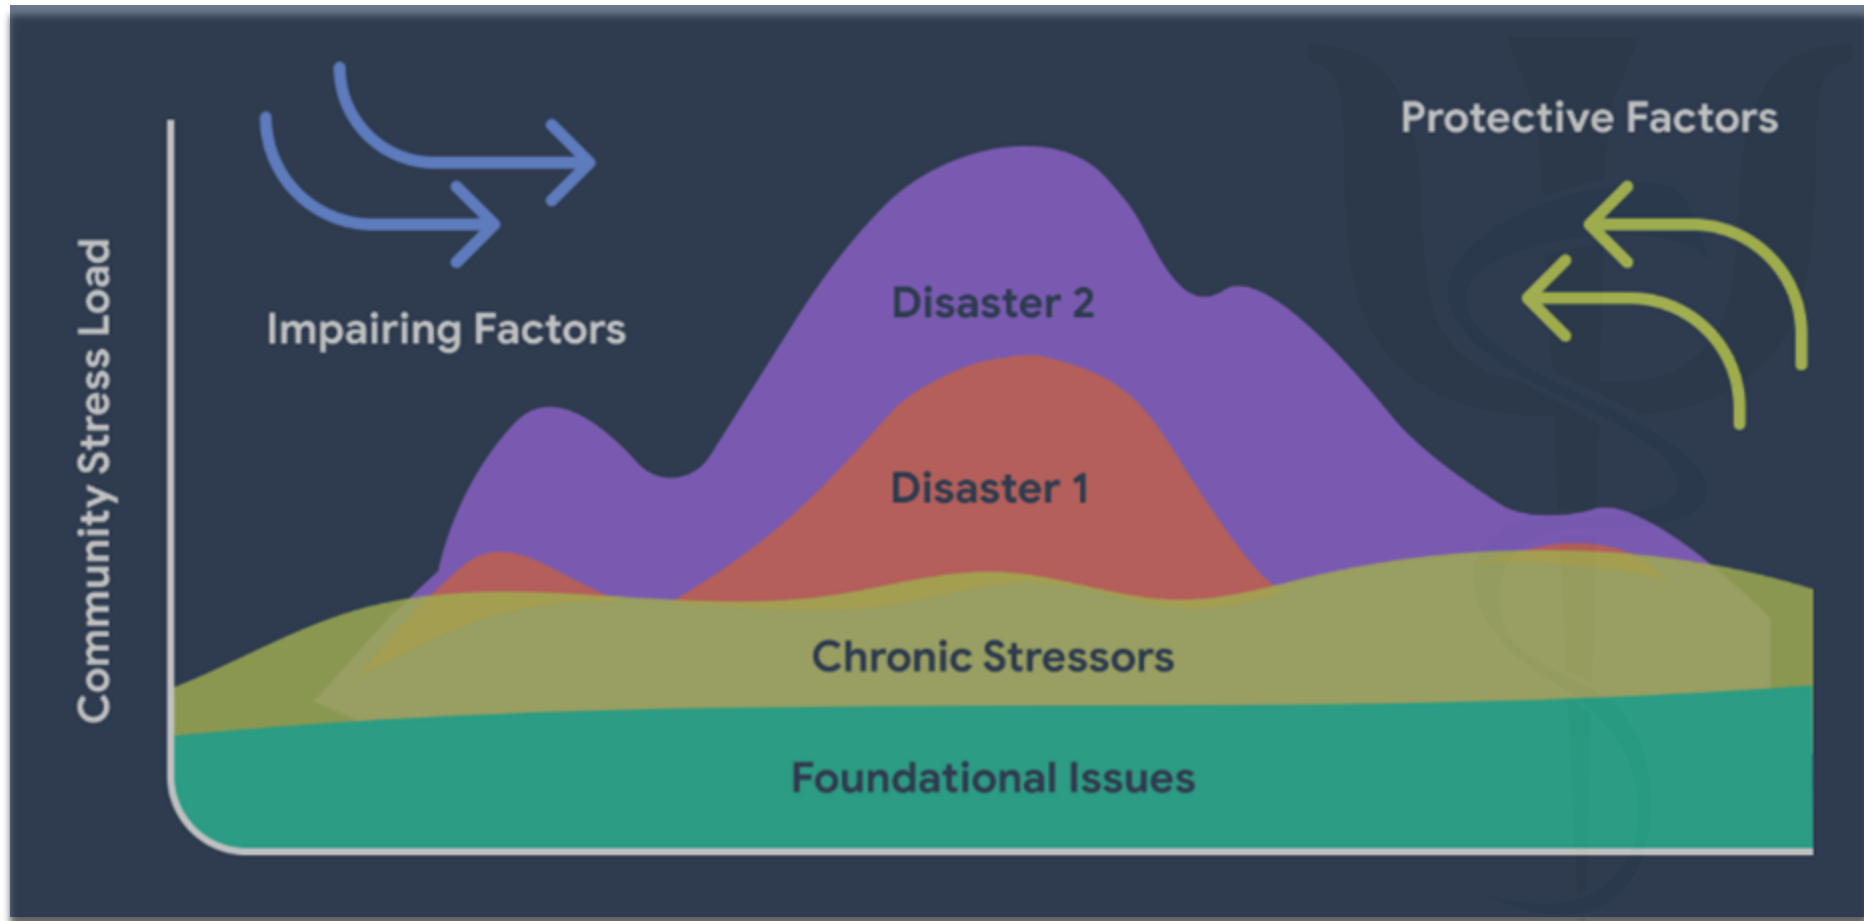 Protective Factors
Impairing Factors
Community Stress Load
Disaster 2
Disaster 1
Chronic Stressors
Foundational Issues